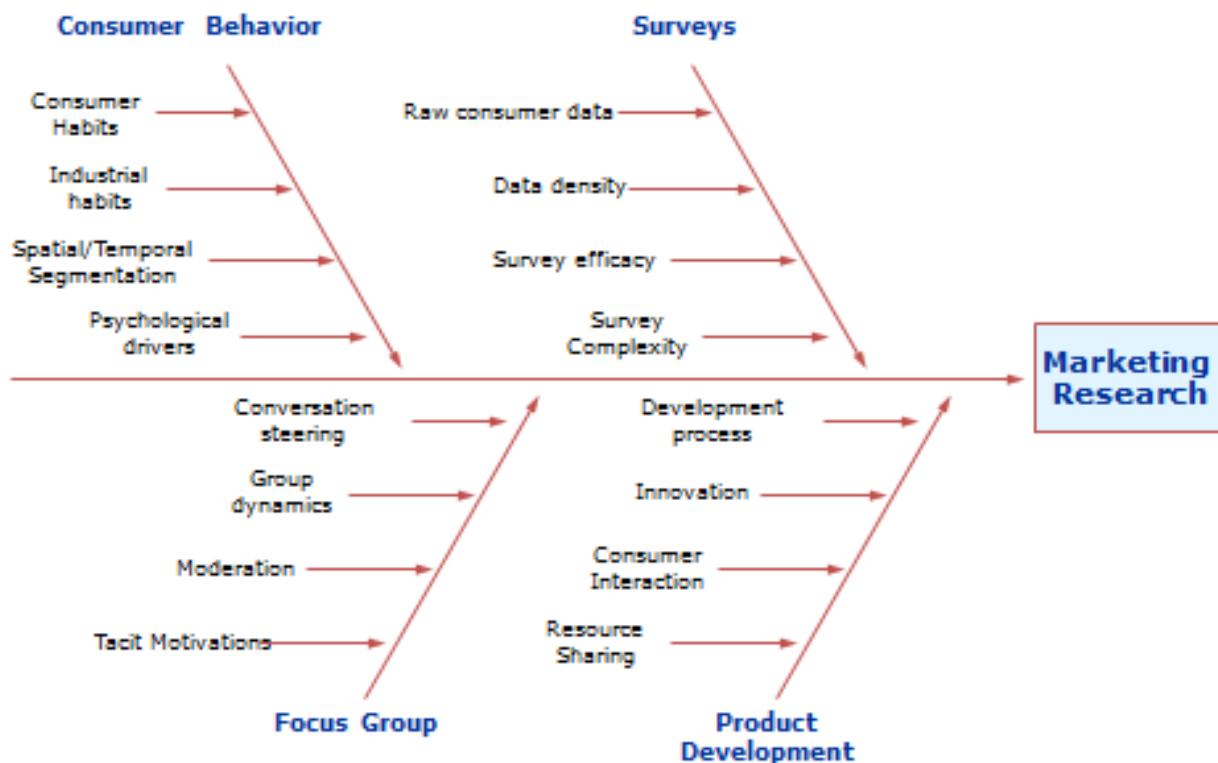 Consumer Behavior
Consumer
Habits
Industrial
habits
Spatial/Temporal
Segmentation
Psychological
drivers
Surveys
Raw consumer data
Data density
Survey efficacy
Survey
Complexity
Marketing
Research
Conversation
steering
Group
dynamics
Moderation
Tacit Motivations
Focus Group
Development
process
Innovation
Consumer
Interaction
Resource
Sharing
Product
Development